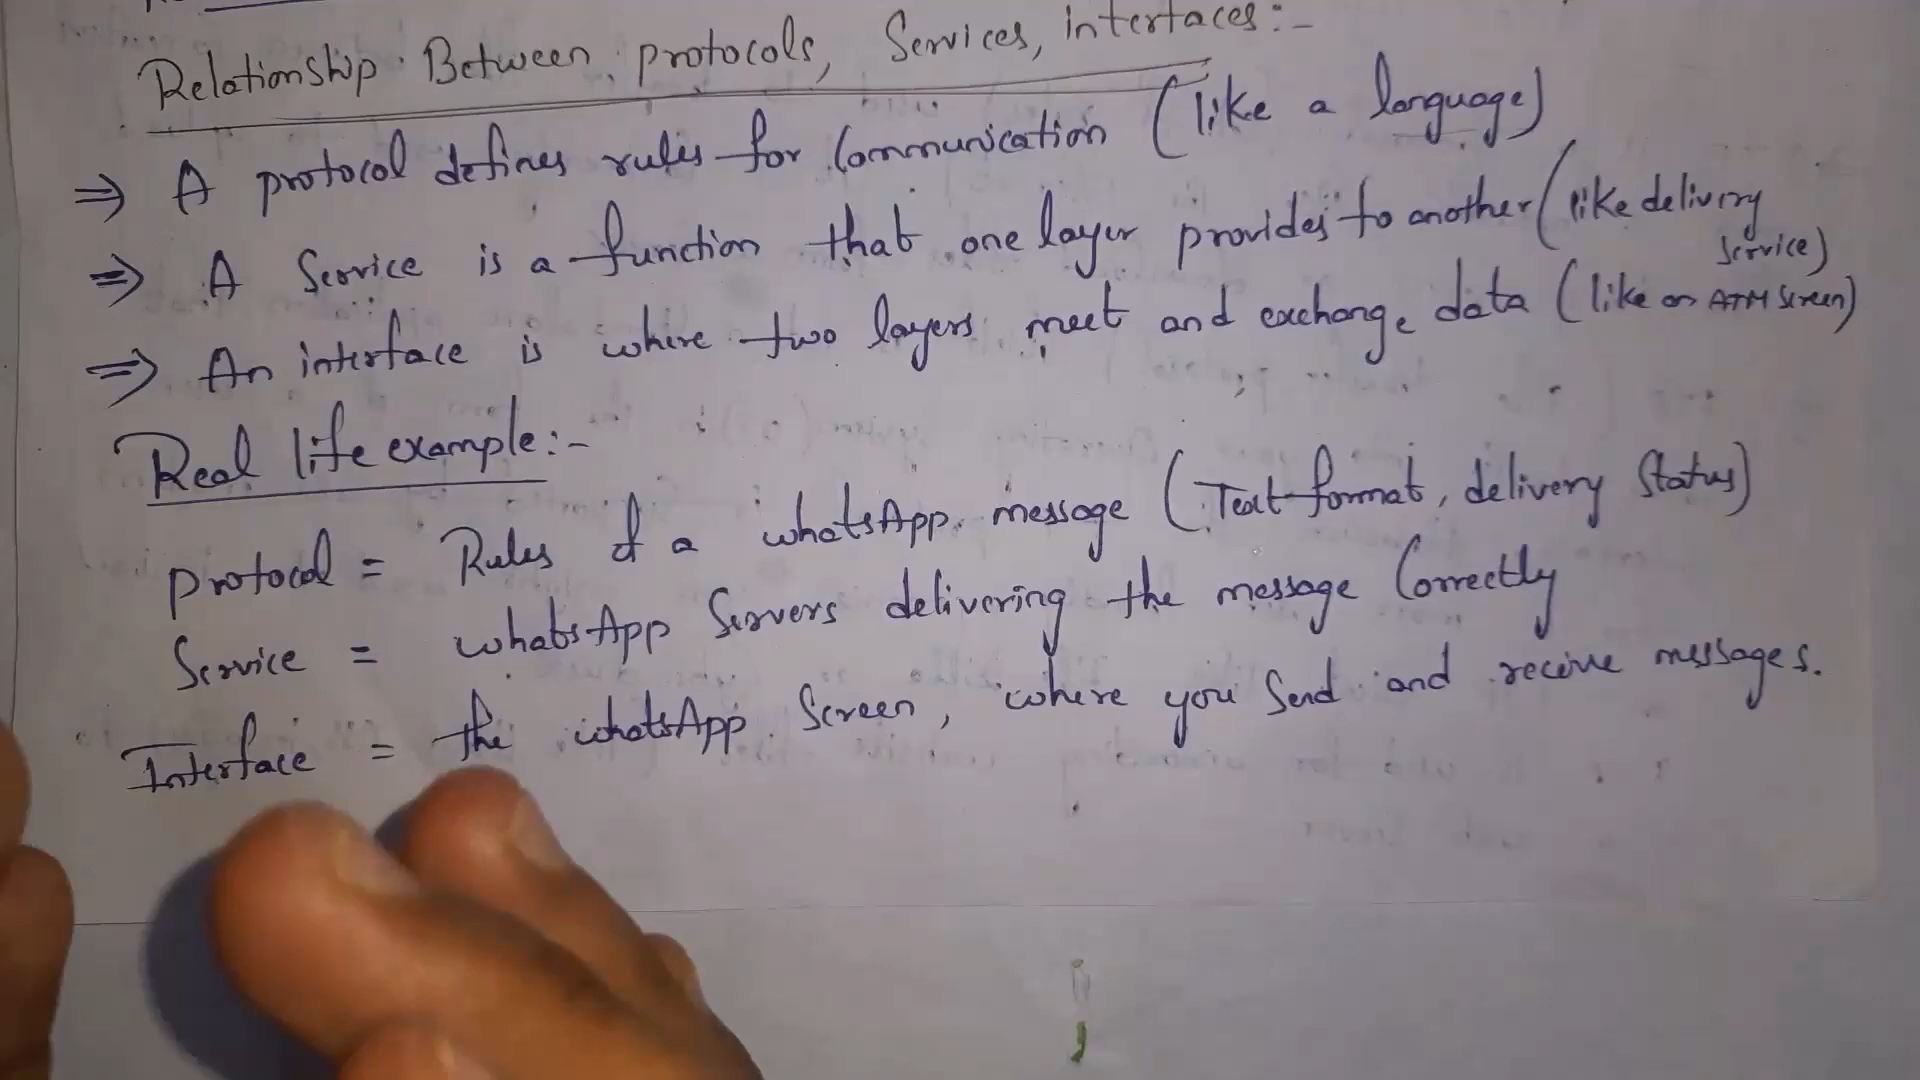 Relationship Between protocols, Services, interfaces:-
⇒ A protocol defines rules for Communication (like a language)
⇒ A Service is a function that one layer provides to another (like delivery service)
⇒ An interface is where two layers meet and exchange data (like an ATM screen)
Real life example:-
protocol = Rules of a whatsApp message (Text format, delivery Status)
Service = whatsApp Servers delivering the message Correctly
Interface = the whatsApp Screen, where you Send and receive messages.